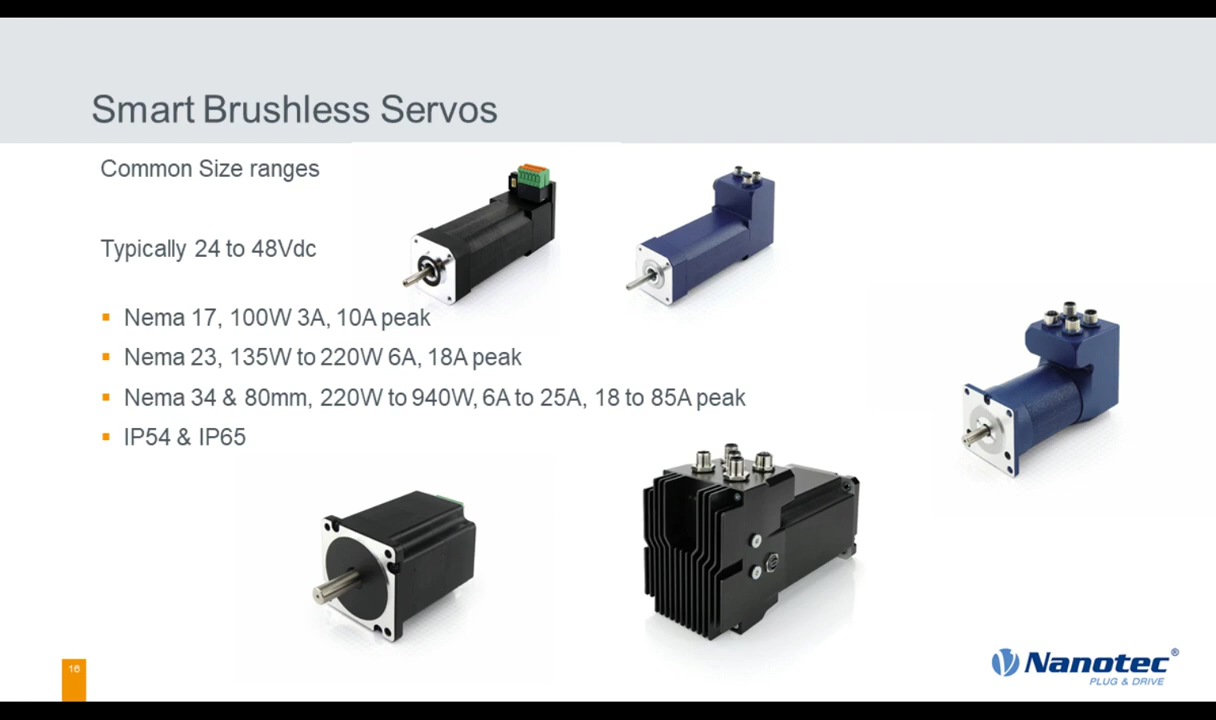 Smart Brushless Servos
Common Size ranges
Typically 24 to 48Vdc
Nema 17, 100W 3A, 10A peak
Nema 23, 135W to 220W 6A, 18A peak
Nema 34 & 80mm, 220W to 940W, 6A to 25A, 18 to 85A peak
IP54 & IP65
16
Nanotec®
PLUG & DRIVE